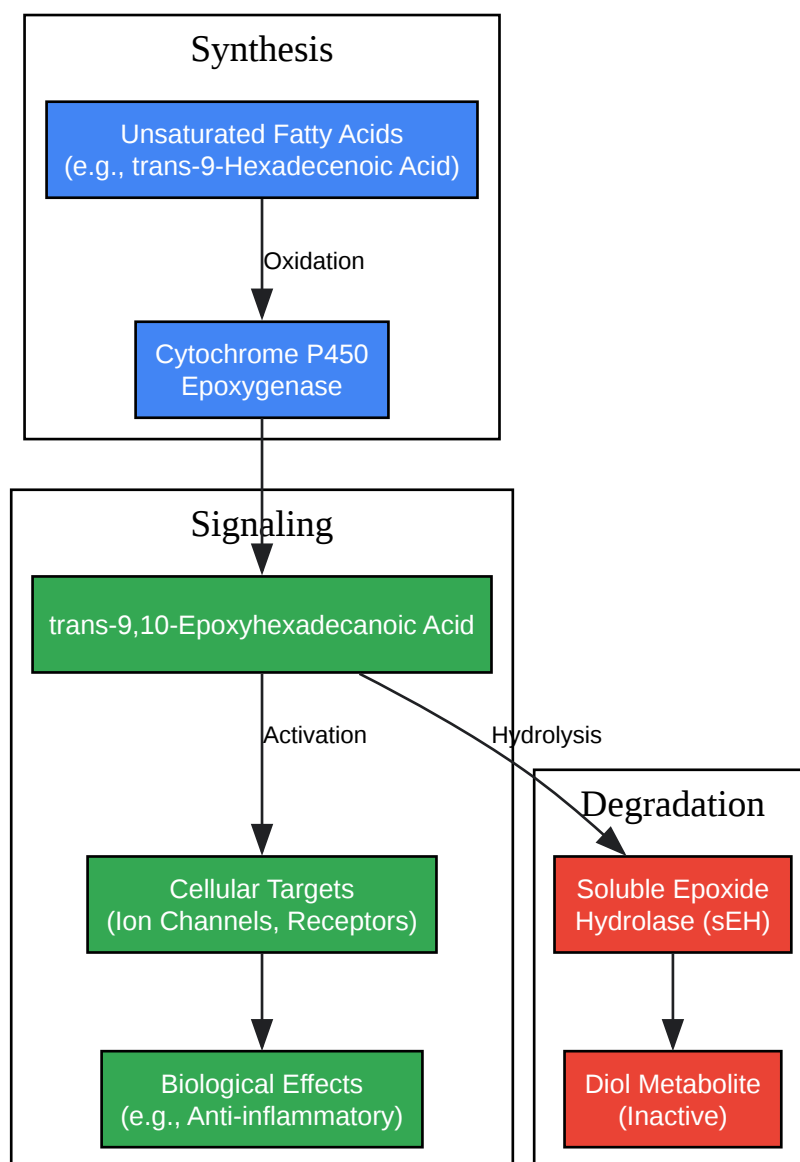 Synthesis
Unsaturated Fatty Acids
(e.g., trans-9-Hexadecenoic Acid)
Oxidation
Cytochrome P450
Epoxygenase
Signaling
trans-9,10-Epoxyhexadecanoic Acid
Activation
Hydrolysis
Degradation
Cellular Targets
(Ion Channels, Receptors)
Soluble Epoxide
Hydrolase (sEH)
Biological Effects
(e.g., Anti-inflammatory)
Diol Metabolite
(Inactive)